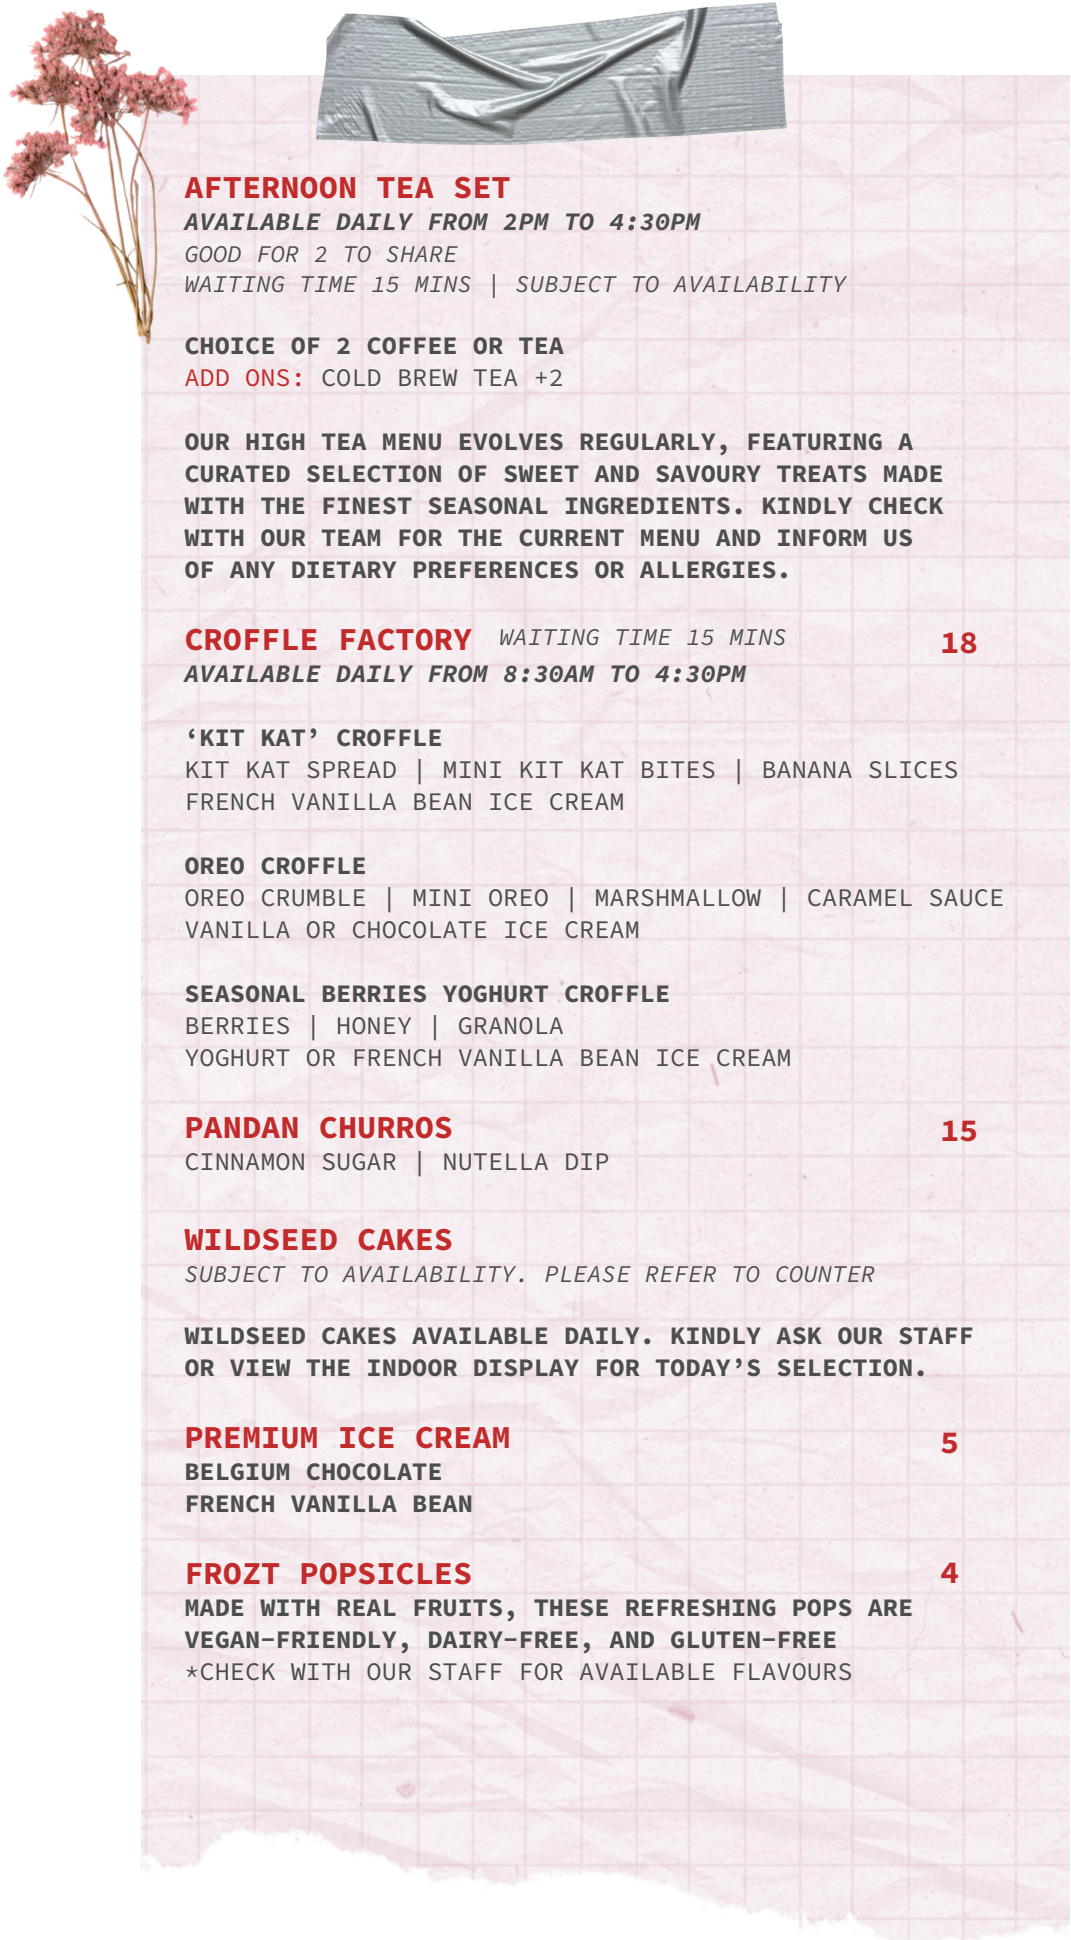 AFTERNOON TEA SET
AVAILABLE DAILY FROM 2PM TO 4:30PM
GOOD FOR 2 TO SHARE
WAITING TIME 15 MINS | SUBJECT TO AVAILABILITY
CHOICE OF 2 COFFEE OR TEA
ADD ONS: COLD BREW TEA +2
OUR HIGH TEA MENU EVOLVES REGULARLY, FEATURING A
CURATED SELECTION OF SWEET AND SAVOURY TREATS MADE
WITH THE FINEST SEASONAL INGREDIENTS. KINDLY CHECK
WITH OUR TEAM FOR THE CURRENT MENU AND INFORM US
OF ANY DIETARY PREFERENCES OR ALLERGIES.
CROFFLE FACTORY WAITING TIME 15 MINS 18
AVAILABLE DAILY FROM 8:30AM TO 4:30PM
‘KIT KAT’ CROFFLE
KIT KAT SPREAD | MINI KIT KAT BITES | BANANA SLICES
FRENCH VANILLA BEAN ICE CREAM
OREO CROFFLE
OREO CRUMBLE | MINI OREO | MARSHMALLOW | CARAMEL SAUCE
VANILLA OR CHOCOLATE ICE CREAM
SEASONAL BERRIES YOGHURT CROFFLE
BERRIES | HONEY | GRANOLA
YOGHURT OR FRENCH VANILLA BEAN ICE CREAM
PANDAN CHURROS 15
CINNAMON SUGAR | NUTELLA DIP
WILDSEED CAKES
SUBJECT TO AVAILABILITY. PLEASE REFER TO COUNTER
WILDSEED CAKES AVAILABLE DAILY. KINDLY ASK OUR STAFF
OR VIEW THE INDOOR DISPLAY FOR TODAY’S SELECTION.
PREMIUM ICE CREAM 5
BELGIUM CHOCOLATE
FRENCH VANILLA BEAN
FROZT POPSICLES 4
MADE WITH REAL FRUITS, THESE REFRESHING POPS ARE
VEGAN-FRIENDLY, DAIRY-FREE, AND GLUTEN-FREE
*CHECK WITH OUR STAFF FOR AVAILABLE FLAVOURS